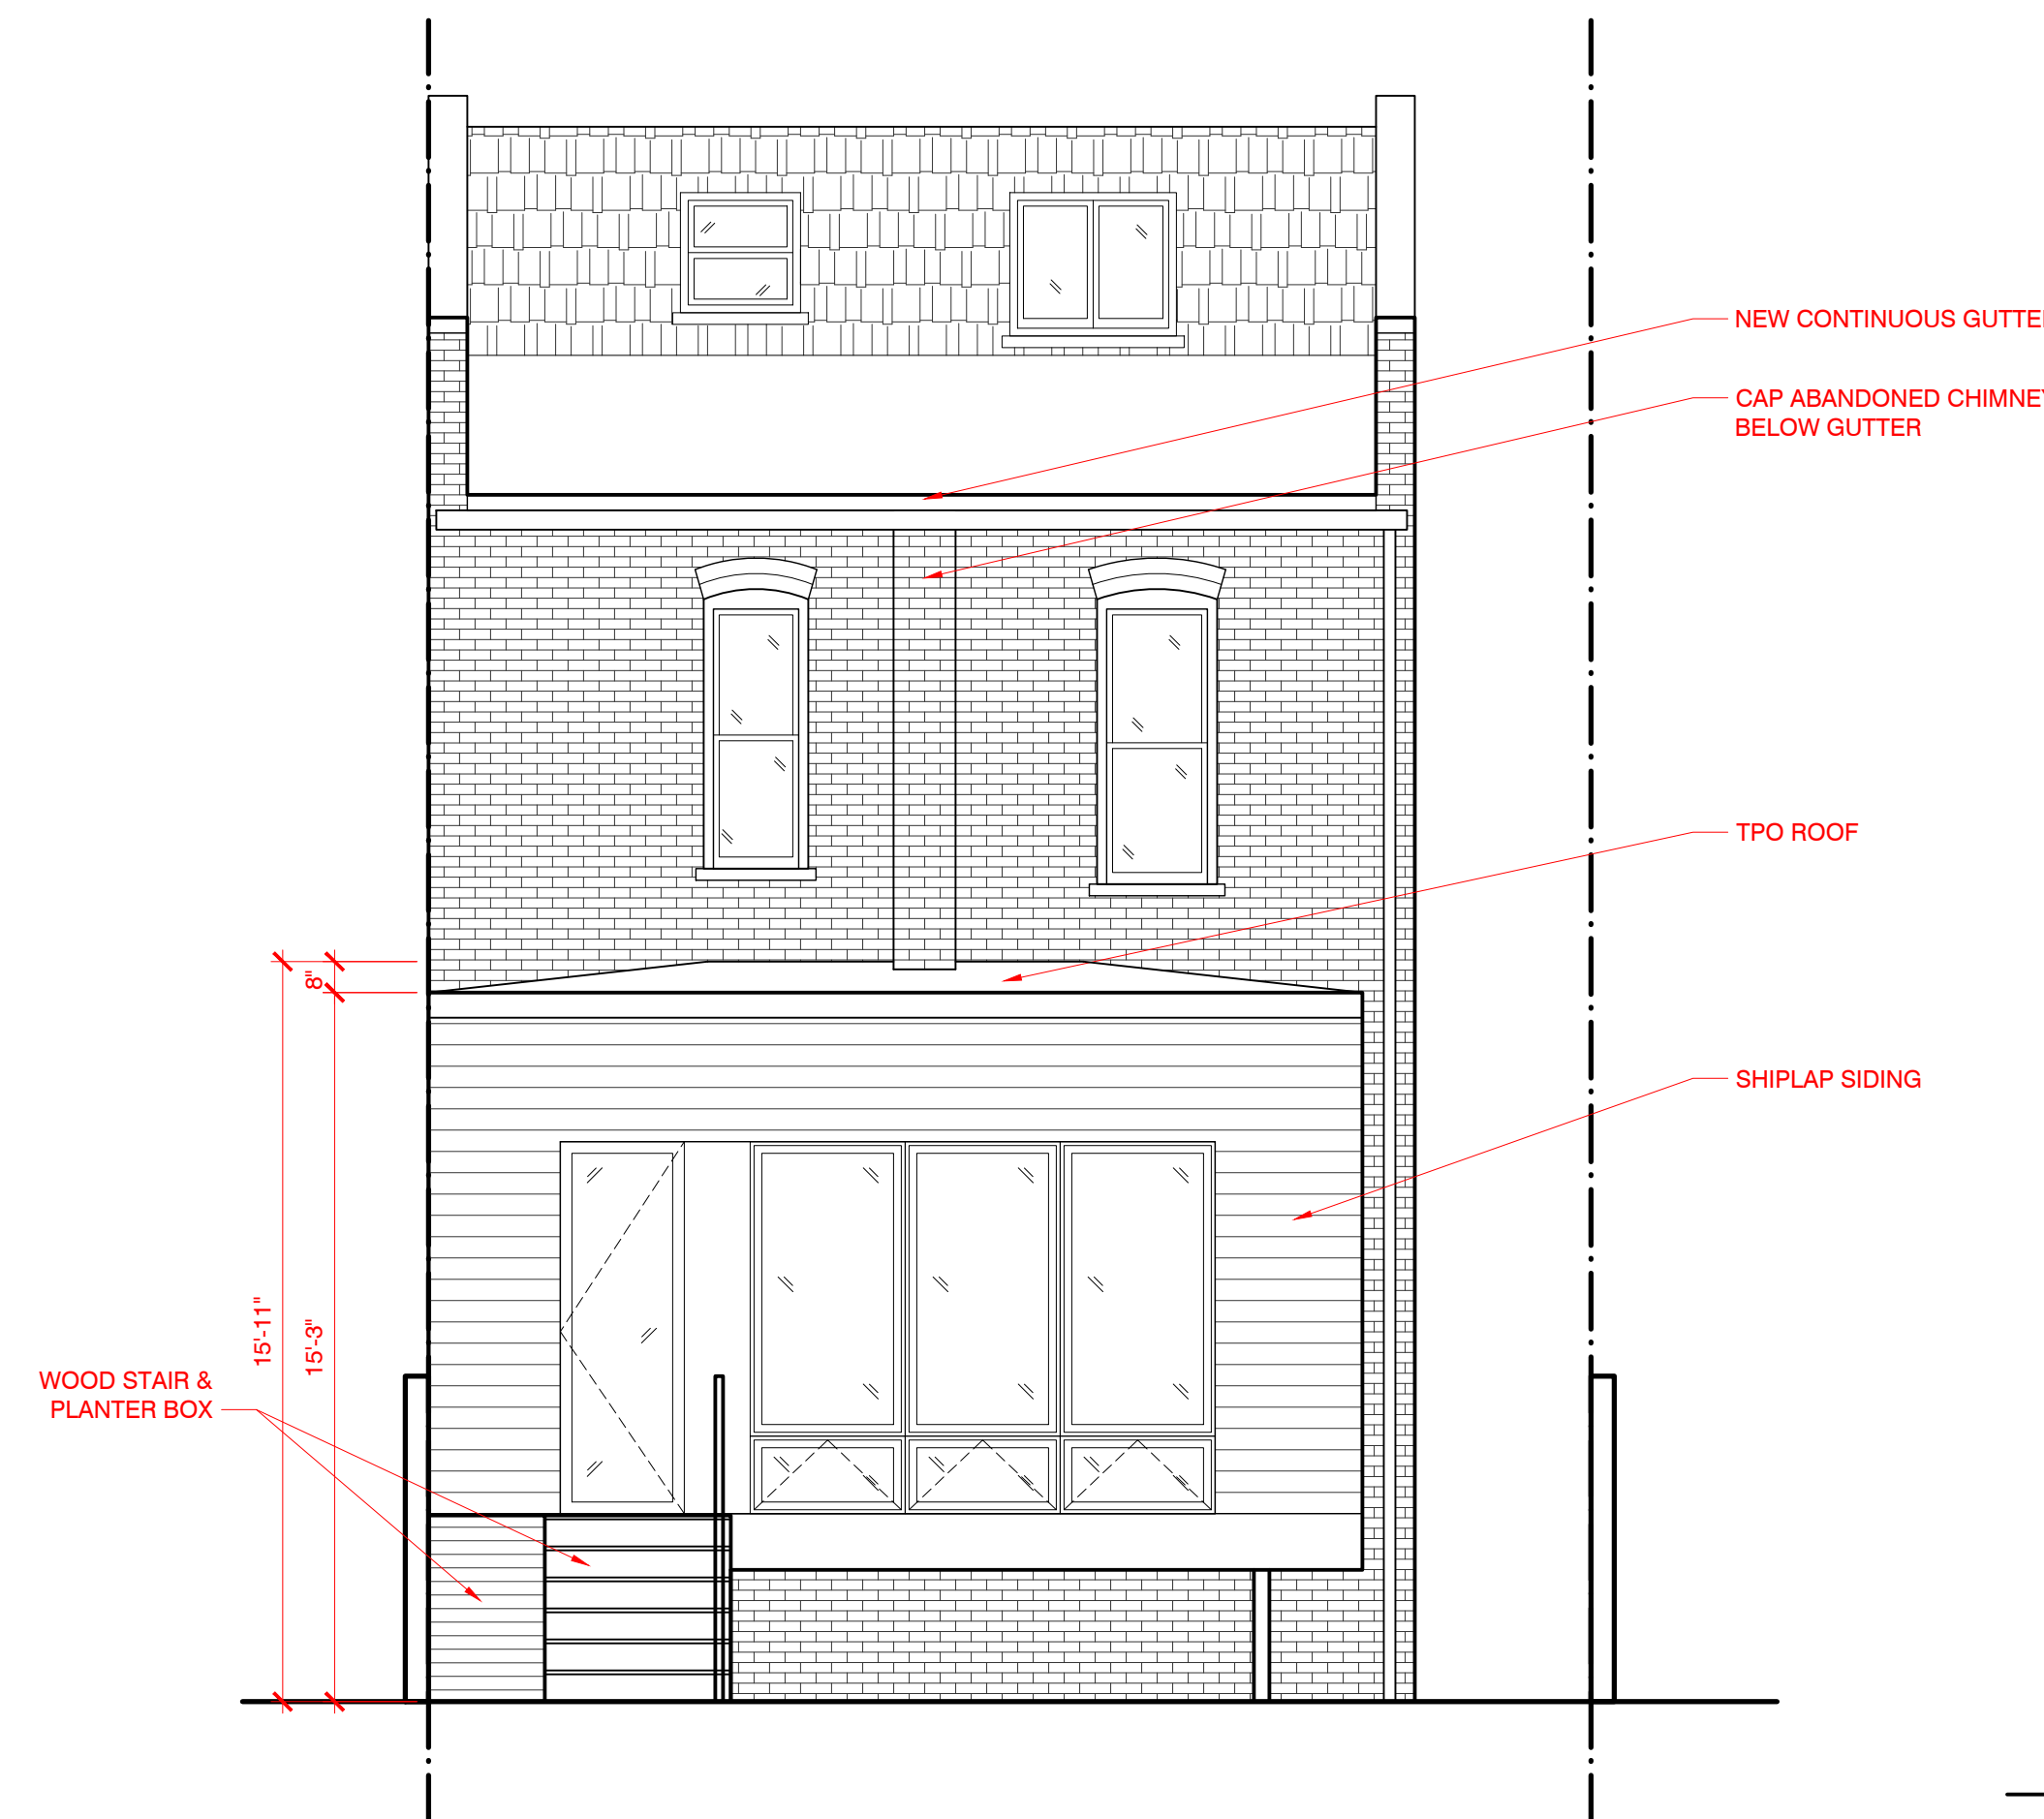 NEW CONTINUOUS GUTTE
CAP ABANDONED CHIMNEY
BELOW GUTTER
TPO ROOF
8"
SHIPLAP SIDING
15'-11"
15'-3"
WOOD STAIR &
PLANTER BOX